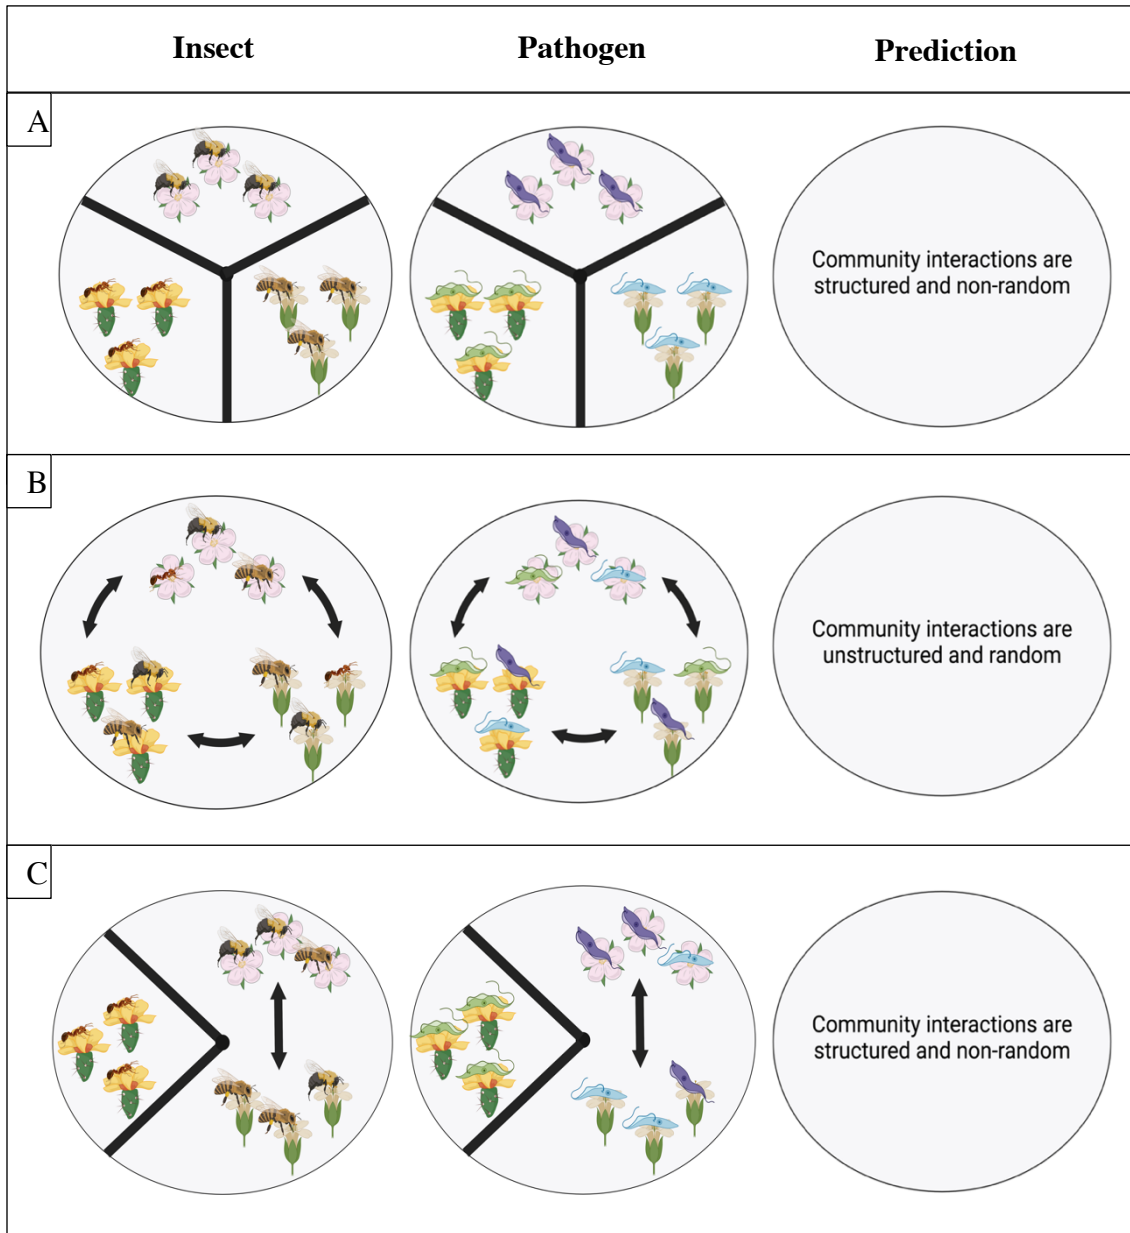 Insect Pathogen Prediction
A
Community interactions are
structured and non-random
B
Community interactions are
unstructured and random
C
Community interactions are
structured and non-random